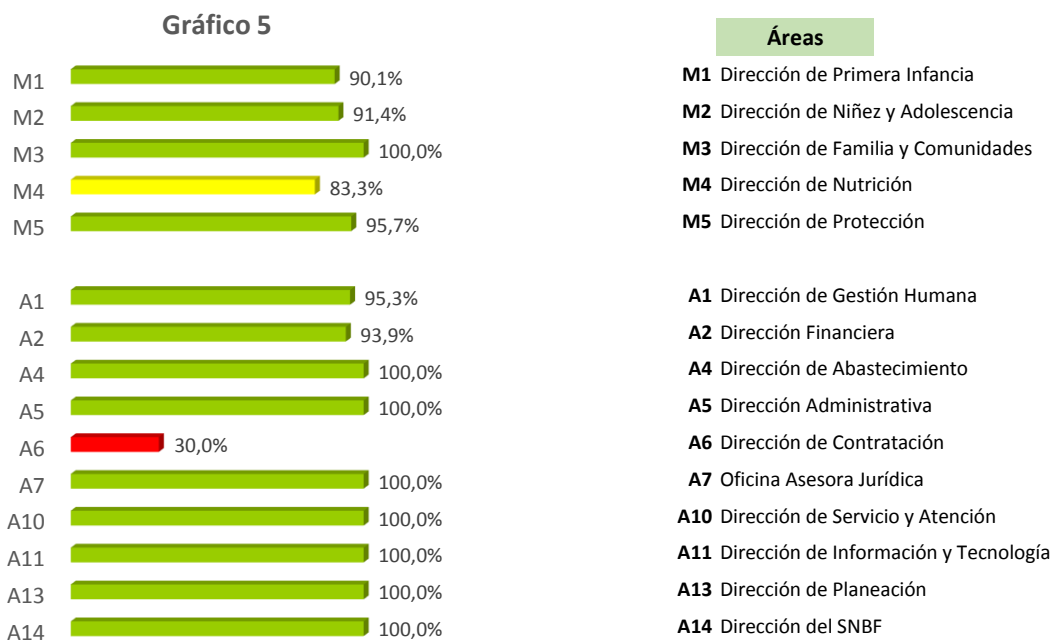 Gráfico 5
M1 90,1%
M2 91,4%
M3 100,0%
M4 83,3%
M5 95,7%
A1 95,3%
A2 93,9%
A4 100,0%
A5 100,0%
A6 30,0%
A7 100,0%
A10 100,0%
A11 100,0%
A13 100,0%
A14 100,0%
Áreas
M1 Dirección de Primera Infancia
M2 Dirección de Niñez y Adolescencia
M3 Dirección de Familia y Comunidades
M4 Dirección de Nutrición
M5 Dirección de Protección
A1 Dirección de Gestión Humana
A2 Dirección Financiera
A4 Dirección de Abastecimiento
A5 Dirección Administrativa
A6 Dirección de Contratación
A7 Oficina Asesora Jurídica
A10 Dirección de Servicio y Atención
A11 Dirección de Información y Tecnología
A13 Dirección de Planeación
A14 Dirección del SNBF